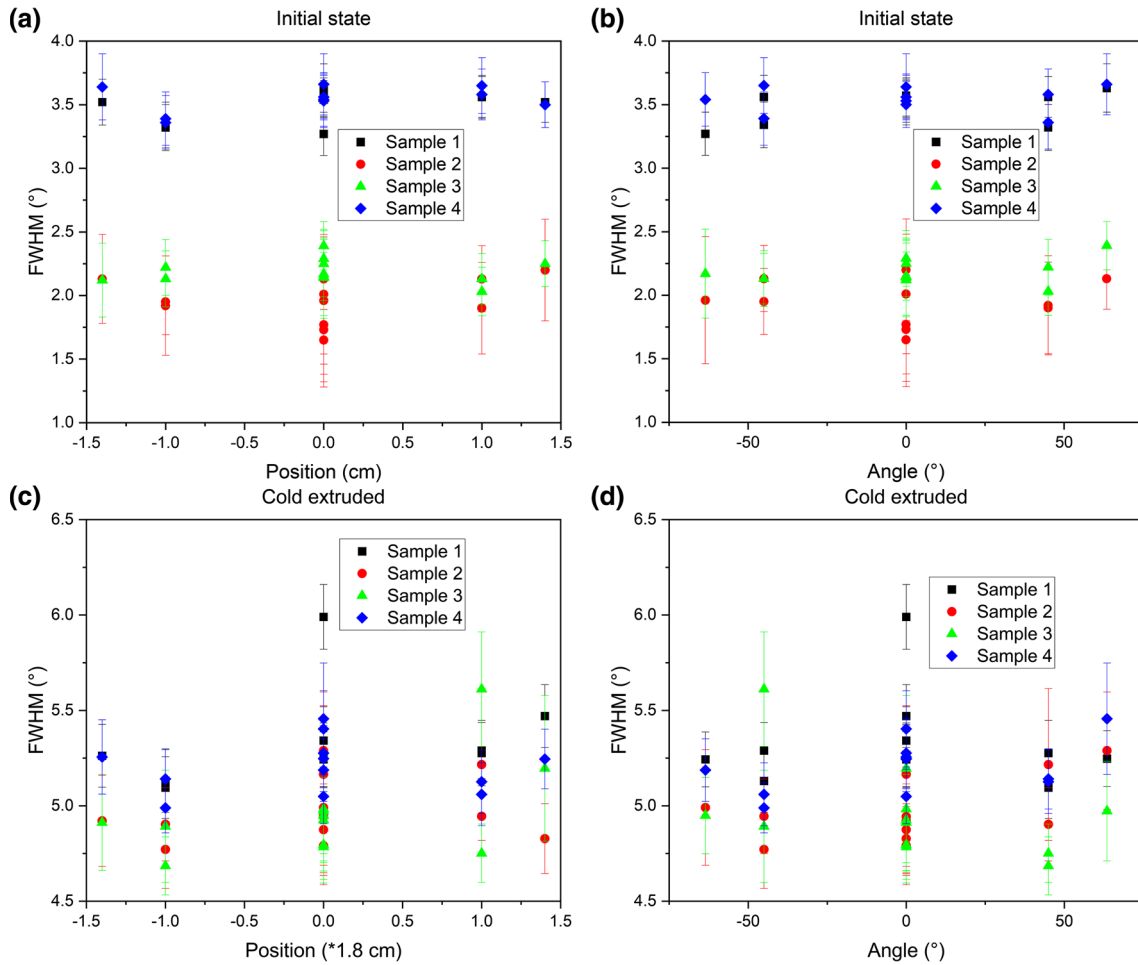 (a)
Initial state
4.0
3.5
3.0
2.5
2.0
1.5
1.0
FWHM (°)
Sample 1
Sample 2
Sample 3
Sample 4
-1.5 -1.0 0.0 0.0 0.5 1.0 1.5
Position (cm)
(b)
Initial state
4.0
3.5
3.0
2.5
2.0
1.5
1.0
FWHM (°)
Sample 1
Sample 2
Sample 3
Sample 4
-50 0 50
Angle (°)
(c)
Cold extruded
6.5
6.0
5.5
5.0
4.5
FWHM (°)
Sample 1
Sample 2
Sample 3
Sample 4
-1.5 -1.0 0.0 0.0 0.5 1.0 1.5
Position (*1.8 cm)
(d)
Cold extruded
6.5
6.0
5.5
5.0
4.5
FWHM (°)
Sample 1
Sample 2
Sample 3
Sample 4
-50 0 50
Angle (°)